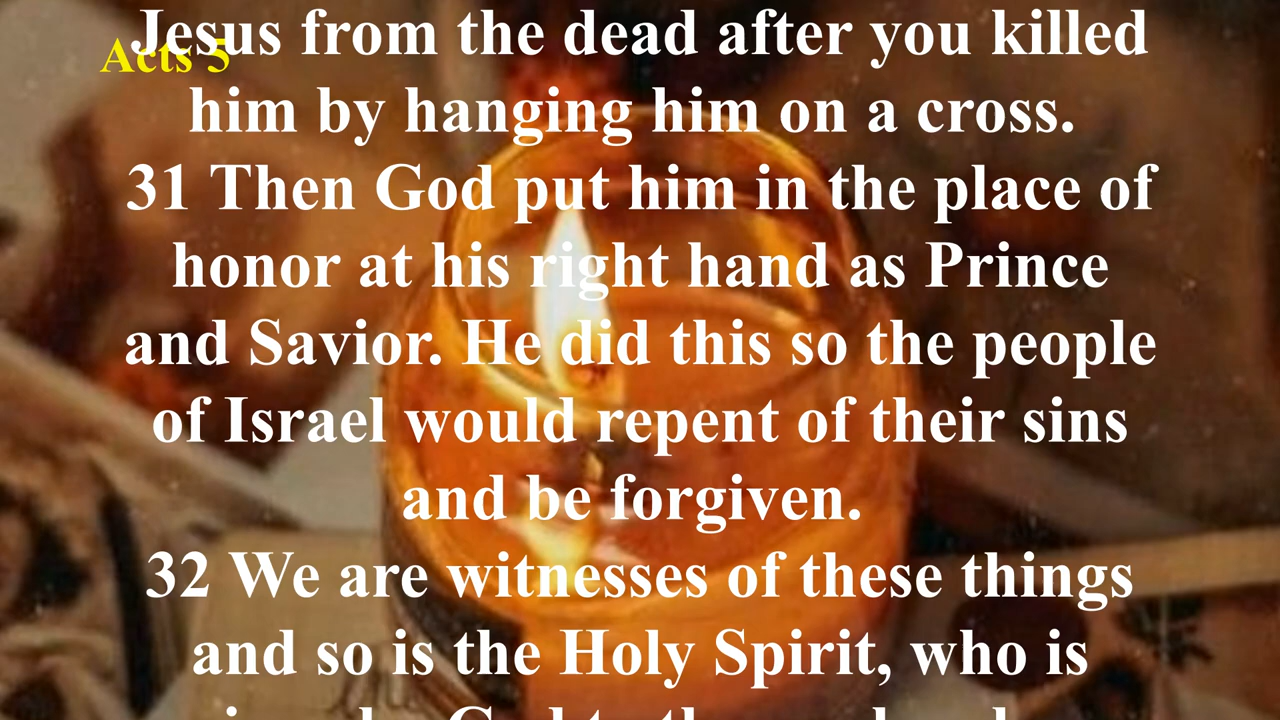 Acts 5
Jesus from the dead after you killed
him by hanging him on a cross.
31 Then God put him in the place of
honor at his right hand as Prince
and Savior. He did this so the people
of Israel would repent of their sins
and be forgiven.
32 We are witnesses of these things
and so is the Holy Spirit, who is